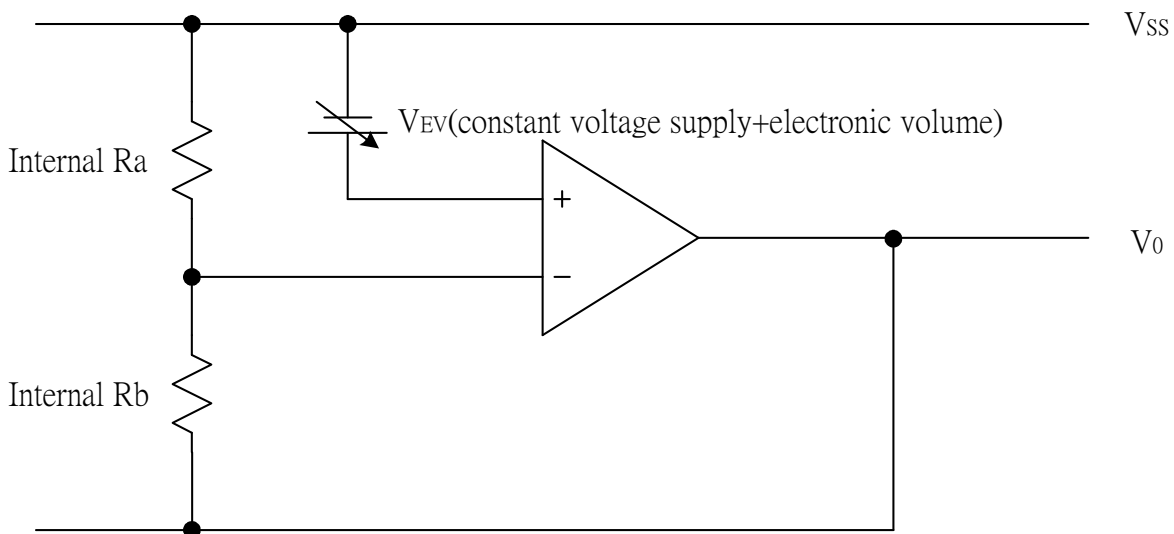 VSS
VEV(constant voltage supply+electronic volume)
Internal Ra
+
V0
−
Internal Rb